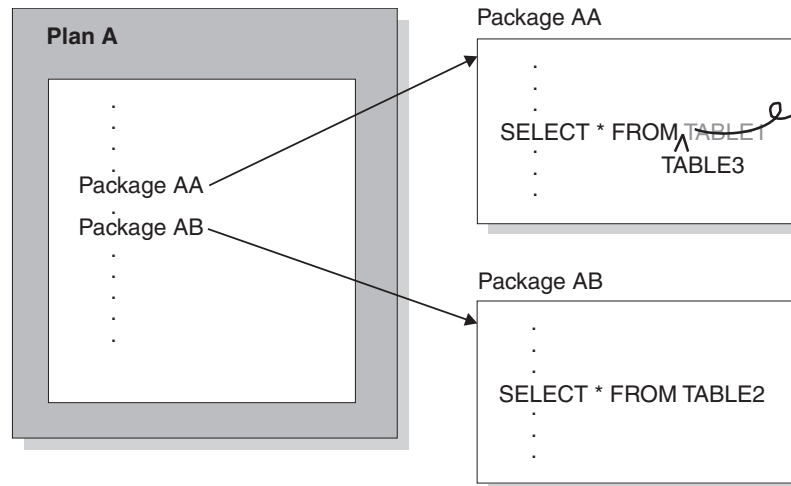 Plan A
.
.
.
.
Package AA
.
Package AB
.
.
.
.
.
Package AA
.
.
.
SELECT * FROM TABLE1
TABLE3
.
.
.
Package AB
.
.
.
SELECT * FROM TABLE2
.
.
.